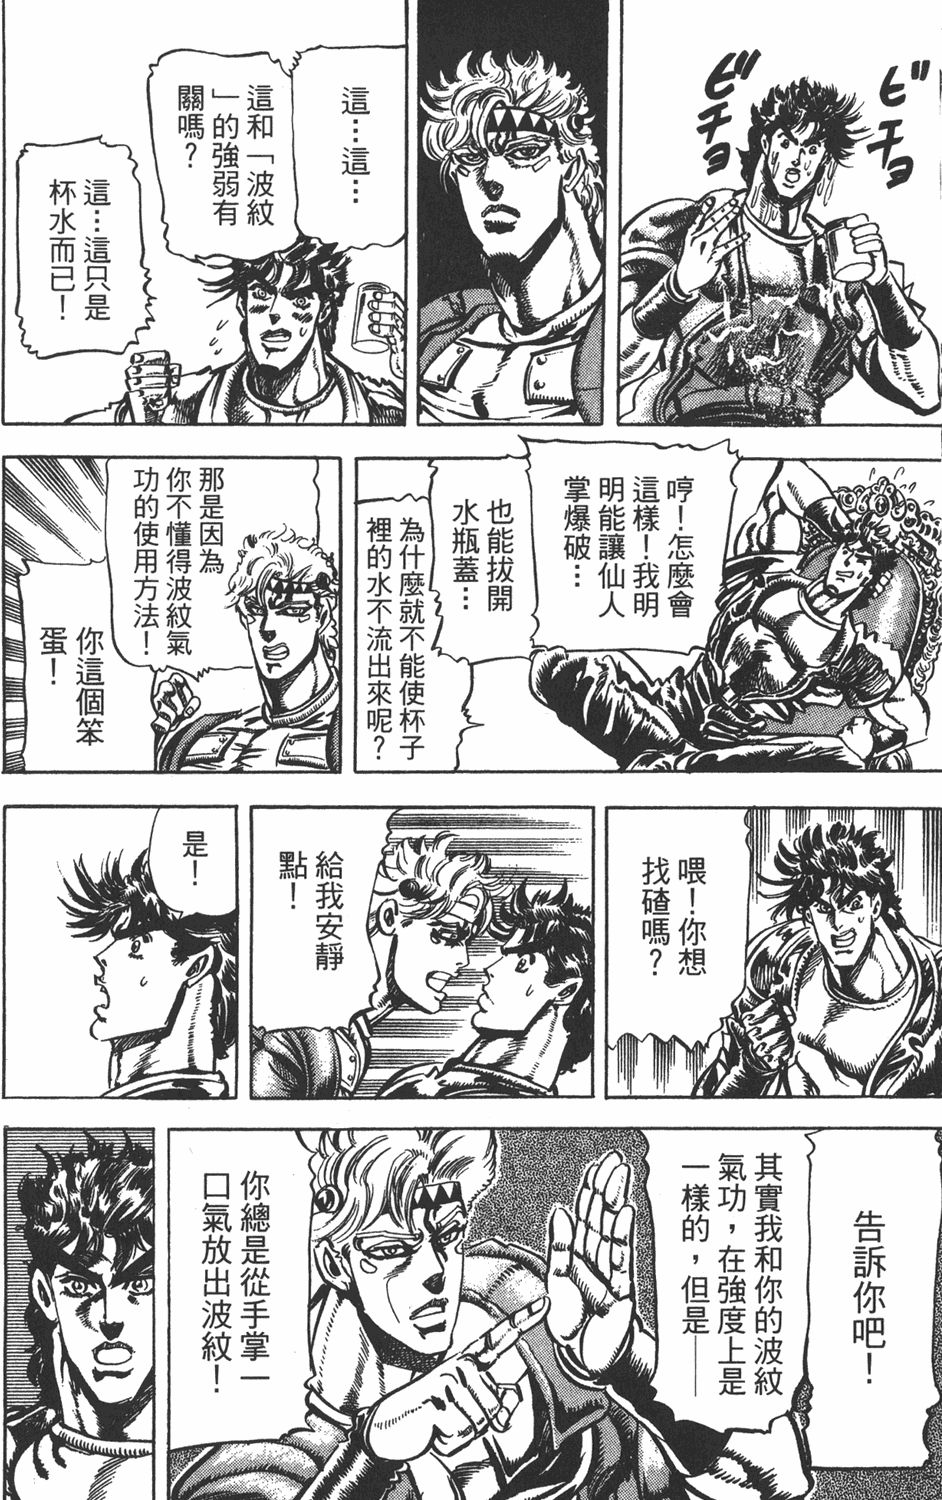 ビチョ
ビチョ
這…這…
這和「波紋
」的強弱有
關嗎？
這…這只是
杯水而已！
哼！怎麼會
這樣！我明
明能讓仙人
掌爆破…
也能拔開
水瓶蓋…
為什麼就不能使杯子
裡的水不流出來呢？
那是因為
你不懂得波紋氣
功的使用方法！
你這個笨
蛋！
喂！你想
找碴嗎？
給我安靜
點！
是！
告訴你吧！
其實我和你的波紋
氣功，在強度上是
一樣的，但是——
你總是從手掌一
口氣放出波紋！